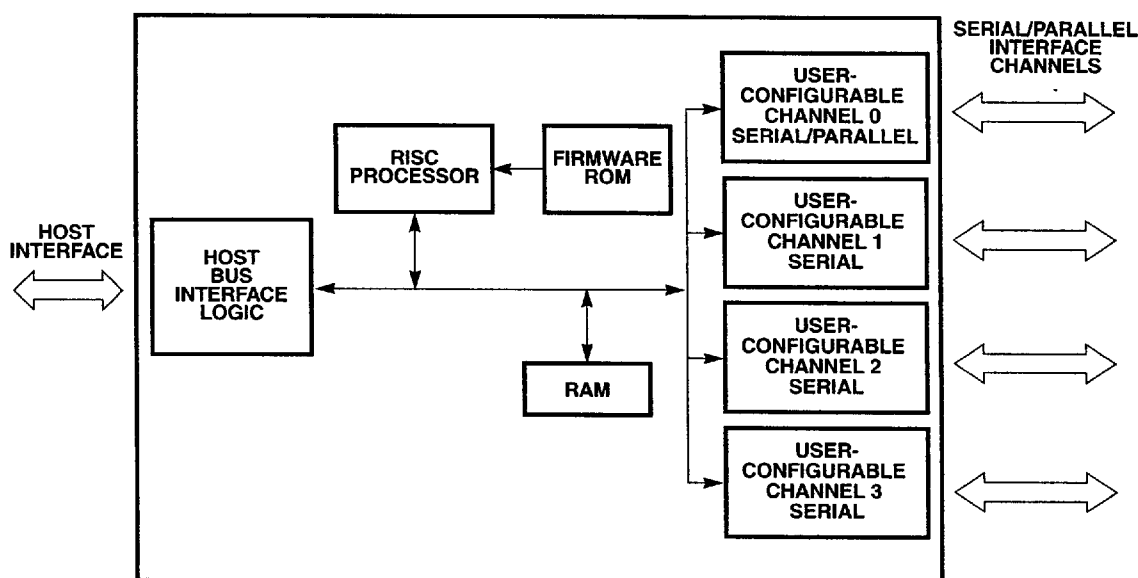 SERIAL/PARALLEL
INTERFACE
CHANNELS
USER-
CONFIGURABLE
CHANNEL 0
SERIAL/PARALLEL
RISC
PROCESSOR
FIRMWARE
ROM
USER-
CONFIGURABLE
CHANNEL 1
SERIAL
HOST
INTERFACE
HOST
BUS
INTERFACE
LOGIC
USER-
CONFIGURABLE
CHANNEL 2
SERIAL
RAM
USER-
CONFIGURABLE
CHANNEL 3
SERIAL